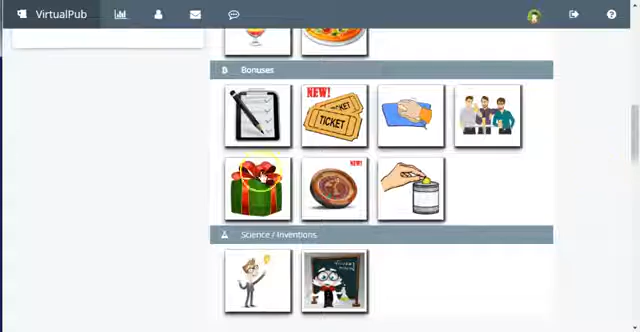 VirtualPub
Bonuses
NEW!
TICKET
TICKET
NEW!
Science / Inventions